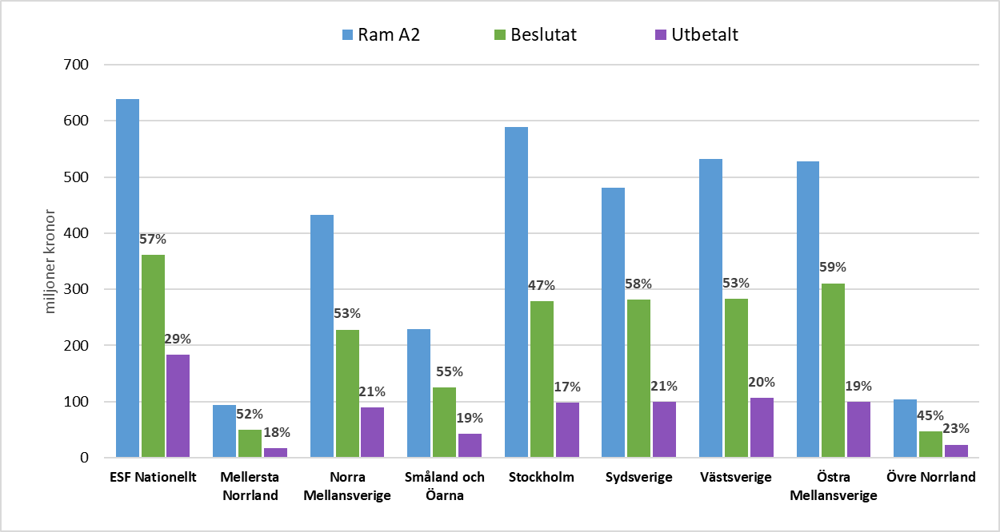 Ram A2 Beslutat Utbetalt
700
600
500
400
300
200
100
0
miljoner kronor
57%
29%
52%
18%
53%
21%
55%
19%
47%
17%
58%
21%
53%
20%
59%
19%
45%
23%
ESF Nationellt
Mellersta
Norrland
Norra
Mellansverige
Småland och
Öarna
Stockholm
Sydsverige
Västsverige
Östra
Mellansverige
Övre Norrland